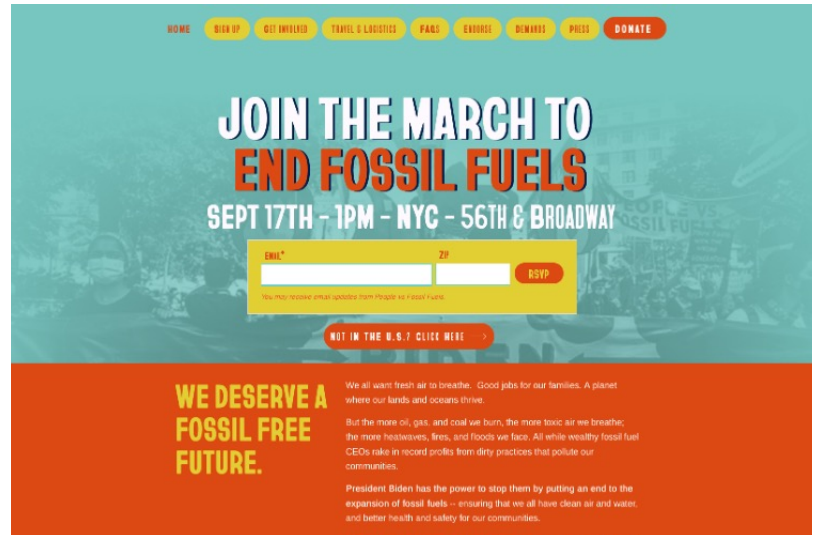 HOME SIGN UP GET INVOLVED TRAVEL & LOGISTICS FAQS ENDORSE DEMANDS PRESS DONATE
JOIN THE MARCH TO
END FOSSIL FUELS
SEPT 17TH - 1PM - NYC - 56TH & BROADWAY
EMIL* ZIP
RSVP
You may receive email updates from People vs Fossil Fuels.
NOT IN THE U.S.? CLICK HERE
BIDEN
WE DESERVE A
FOSSIL FREE
FUTURE.
We all want fresh air to breathe. Good jobs for our families. A planet
where our lands and oceans thrive.
But the more oil, gas, and coal we burn, the more toxic air we breathe;
the more heatwaves, fires, and floods we face. All while wealthy fossil fuel
CEOs rake in record profits from dirty practices that pollute our
communities.
President Biden has the power to stop them by putting an end to the
expansion of fossil fuels -- ensuring that we all have clean air and water,
and better health and safety for our communities.